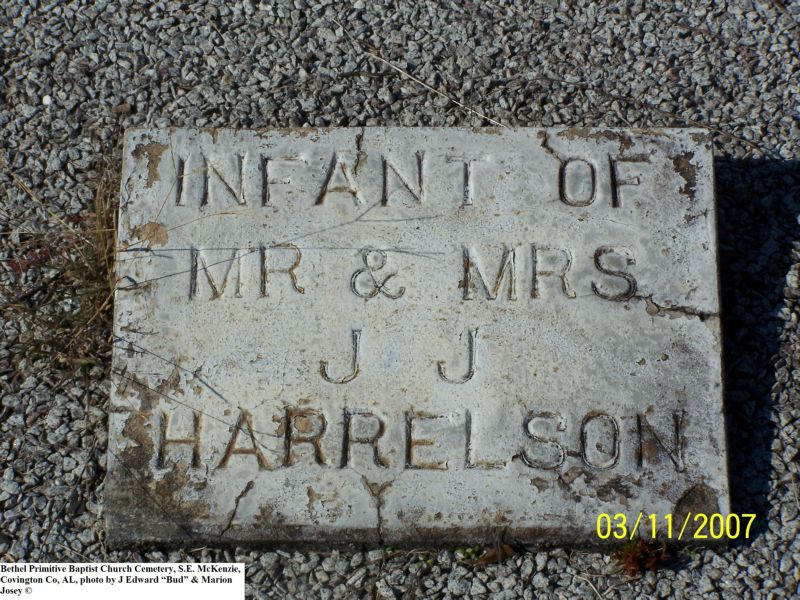 INFANT OF
MR & MRS
J J
HARRELSON
03/11/2007
Bethel Primitive Baptist Church Cemetery, S.E. McKenzie,
Covington Co, AL, photo by J Edward “Bud” & Marion
Josey ©